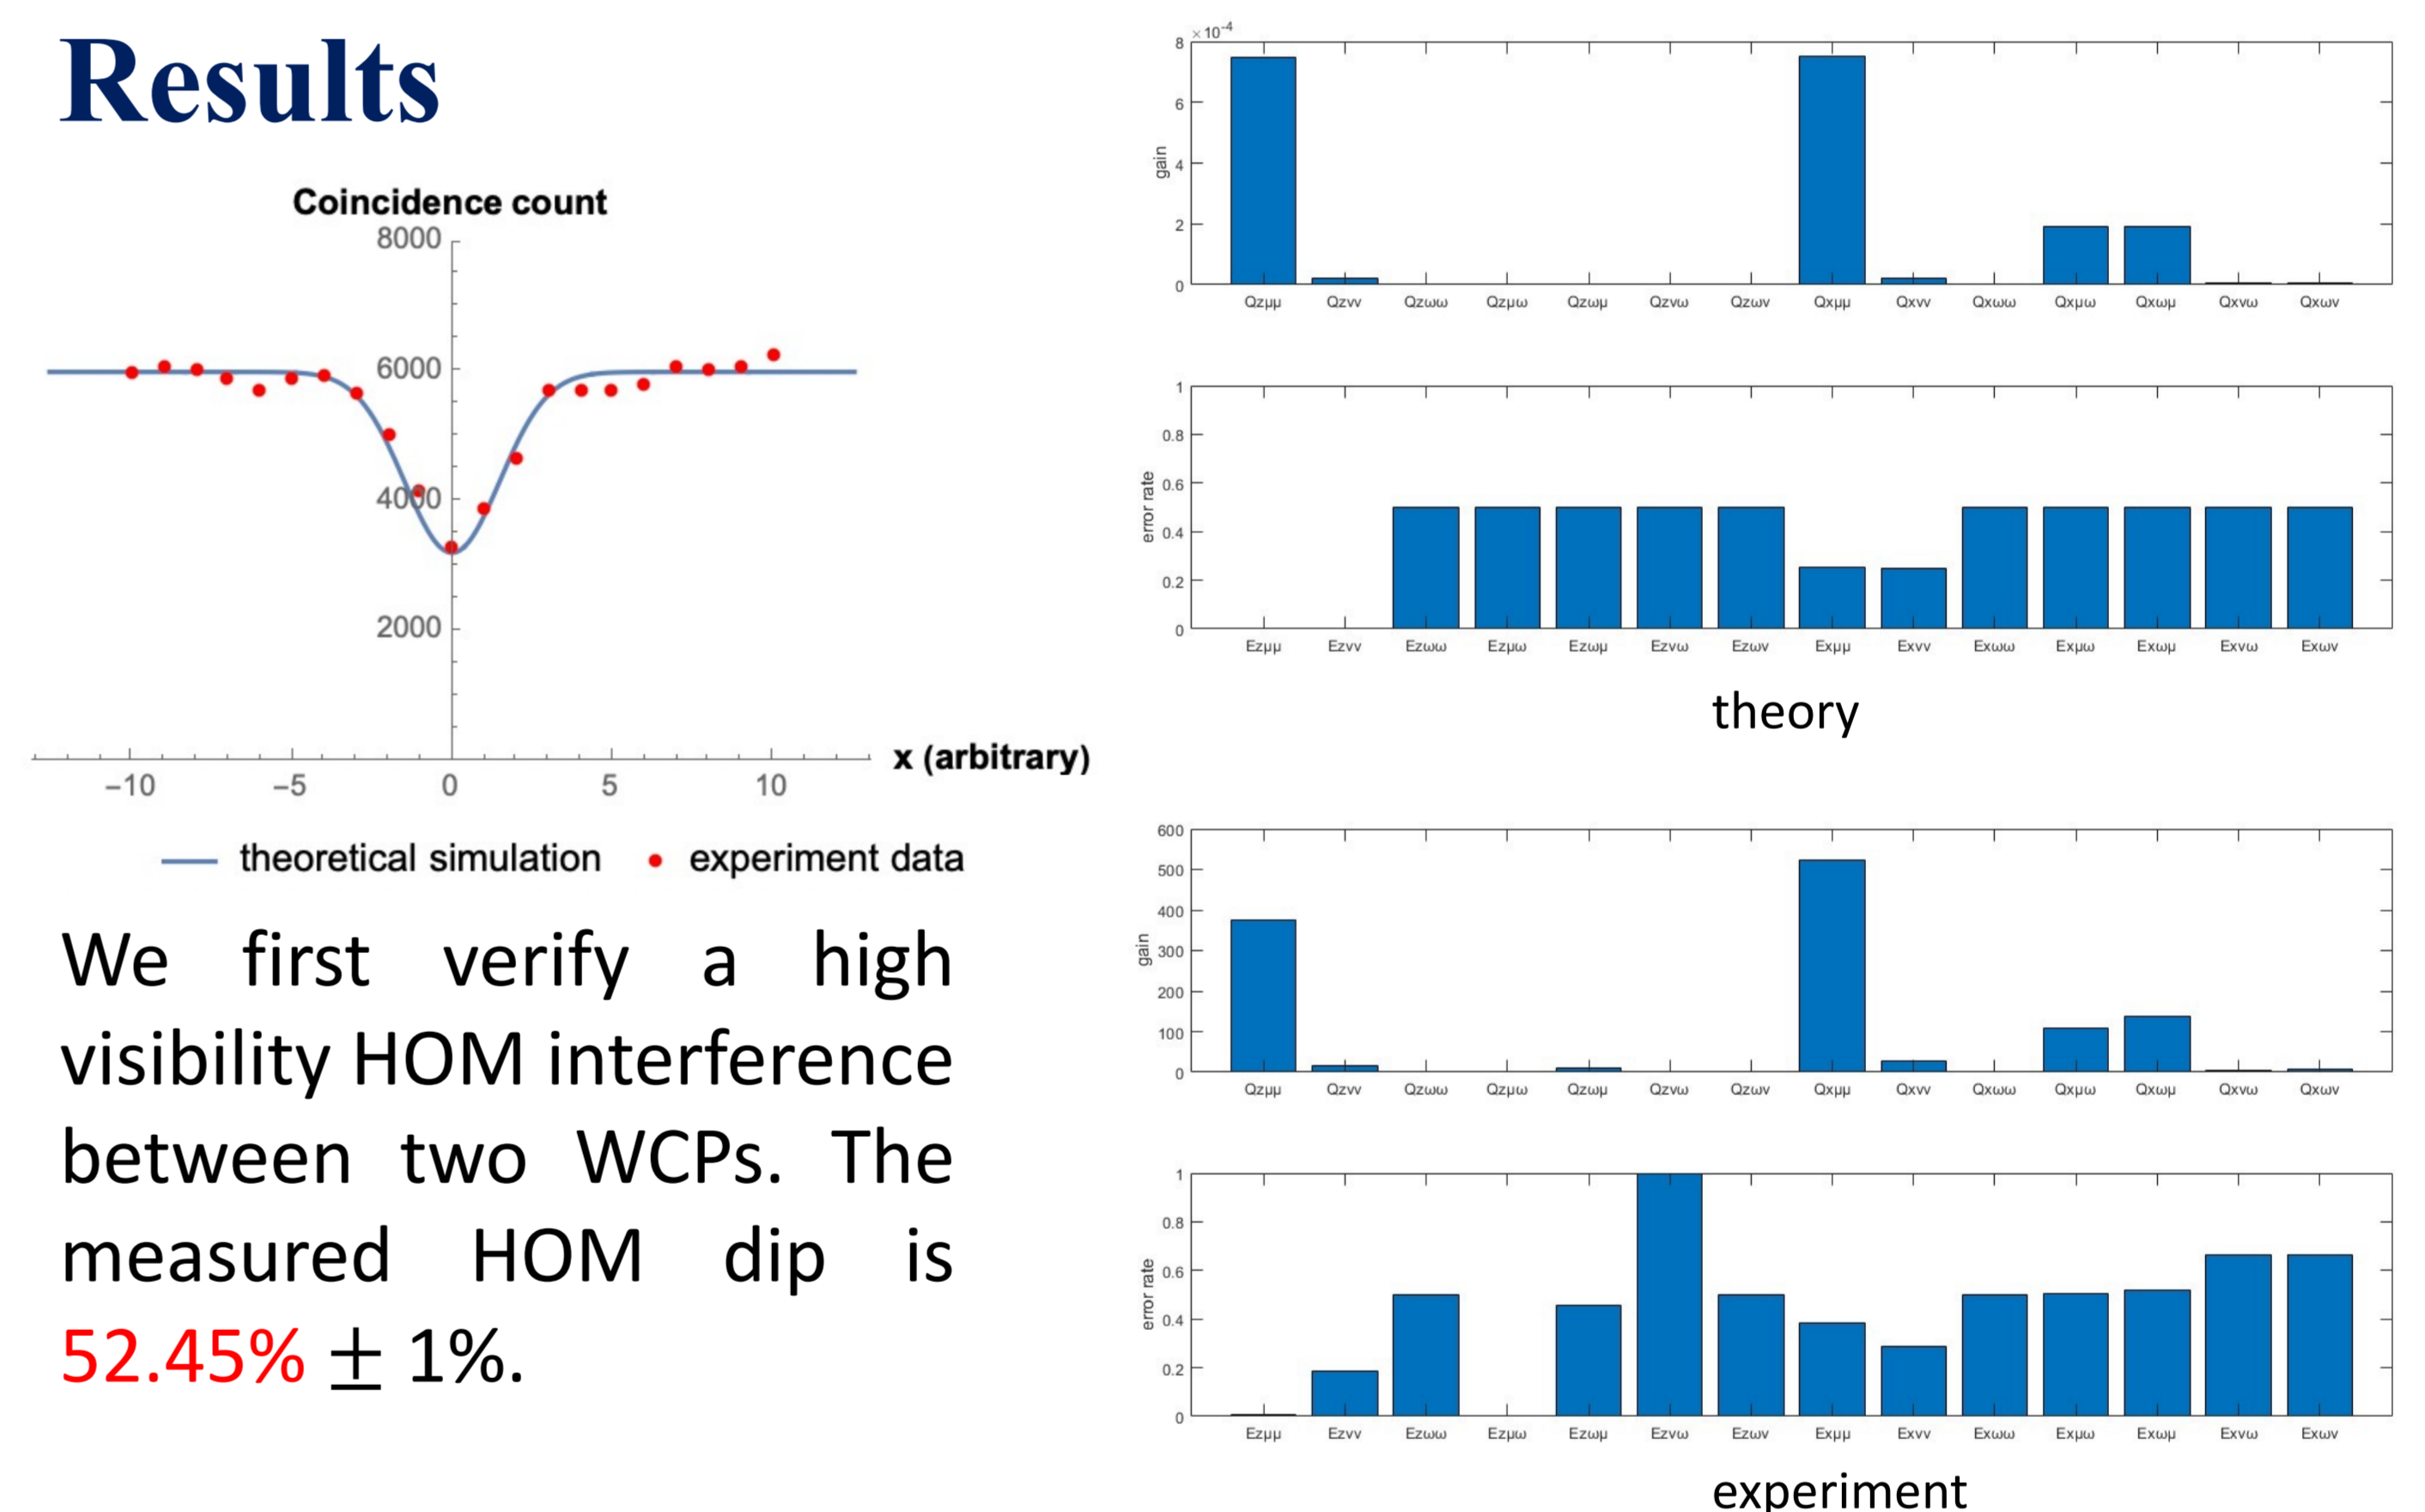 Results
Coincidence count
8000
6000
4000
2000
−10 −5 0 5 10
x (arbitrary)
theoretical simulation experiment data
We first verify a high
visibility HOM interference
between two WCPs. The
measured HOM dip is
52.45% ± 1%.
×10-4
8
6
4
2
0
gain
Qzμμ Qzνν Qzωω Qzμω Qzωμ Qzνω Qzων Qxμμ Qxνν Qxωω Qxμω Qxωμ Qxνω Qxων
1
0.8
0.6
0.4
0.2
0
error rate
Ezμμ Ezνν Ezωω Ezμω Ezωμ Ezνω Ezων Exμμ Exνν Exωω Exμω Exωμ Exνω Exων
theory
600
500
400
300
200
100
0
gain
Qzμμ Qzνν Qzωω Qzμω Qzωμ Qzνω Qzων Qxμμ Qxνν Qxωω Qxμω Qxωμ Qxνω Qxων
1
0.8
0.6
0.4
0.2
0
error rate
Ezμμ Ezνν Ezωω Ezμω Ezωμ Ezνω Ezων Exμμ Exνν Exωω Exμω Exωμ Exνω Exων
experiment